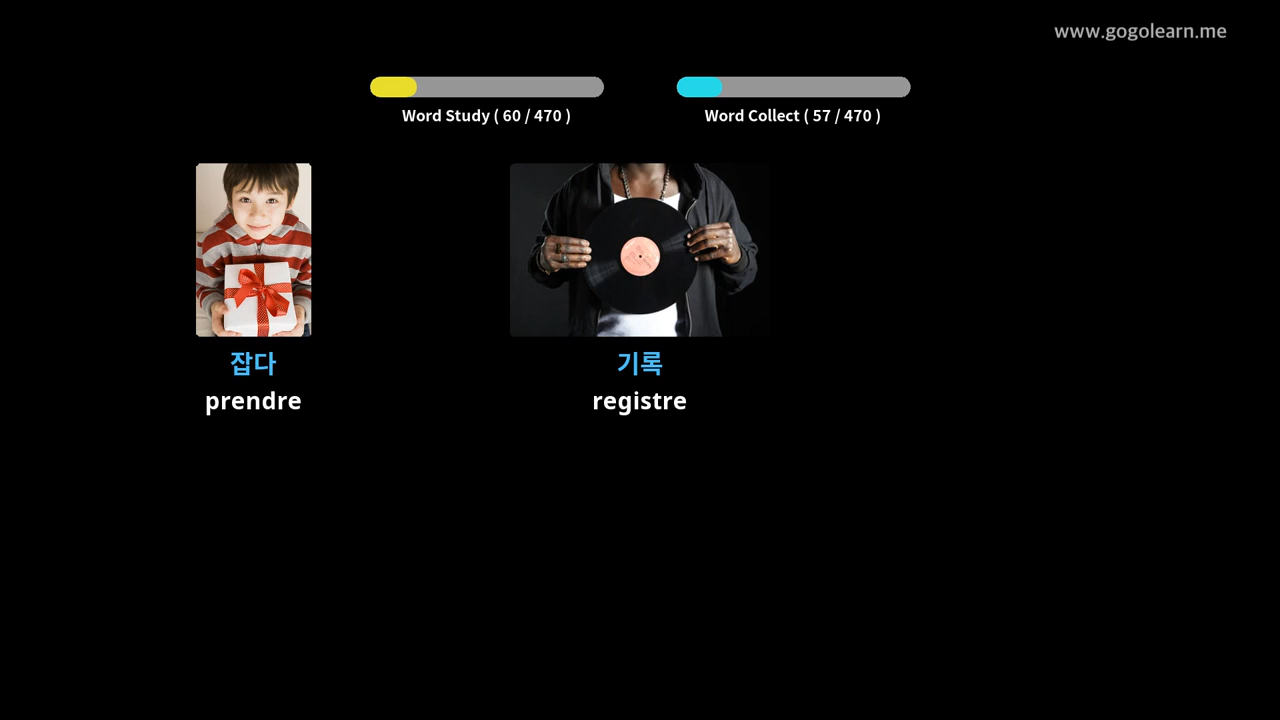 www.gogolearn.me
Word Study ( 60 / 470 )
Word Collect ( 57 / 470 )
잡다
prendre
기록
registre